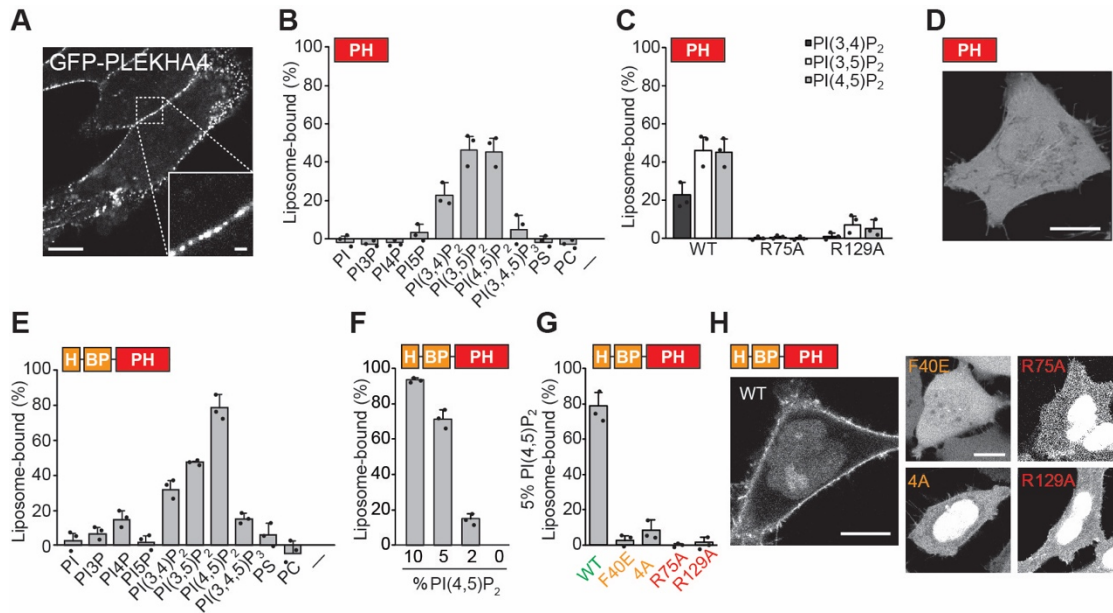 A
GFP-PLEKHA4
B
PH
Liposome-bound (%)
100
80
60
40
20
0
PI
PI3P
PI4P
PI5P
PI(3,4)P2
PI(3,5)P2
PI(4,5)P2
PI(3,4,5)P3
PS
PC
—
C
PH
PI(3,4)P2
PI(3,5)P2
PI(4,5)P2
Liposome-bound (%)
100
80
60
40
20
0
WT
R75A
R129A
D
PH
E
H BP PH
Liposome-bound (%)
100
80
60
40
20
0
PI
PI3P
PI4P
PI5P
PI(3,4)P2
PI(3,5)P2
PI(4,5)P2
PI(3,4,5)P3
PS
PC
—
F
H BP PH
Liposome-bound (%)
100
80
60
40
20
0
10 5 2 0
% PI(4,5)P2
G
H BP PH
5% PI(4,5)P2
Liposome-bound (%)
100
80
60
40
20
0
WT
F40E
4A
R75A
R129A
H
H BP PH
WT
F40E
R75A
4A
R129A